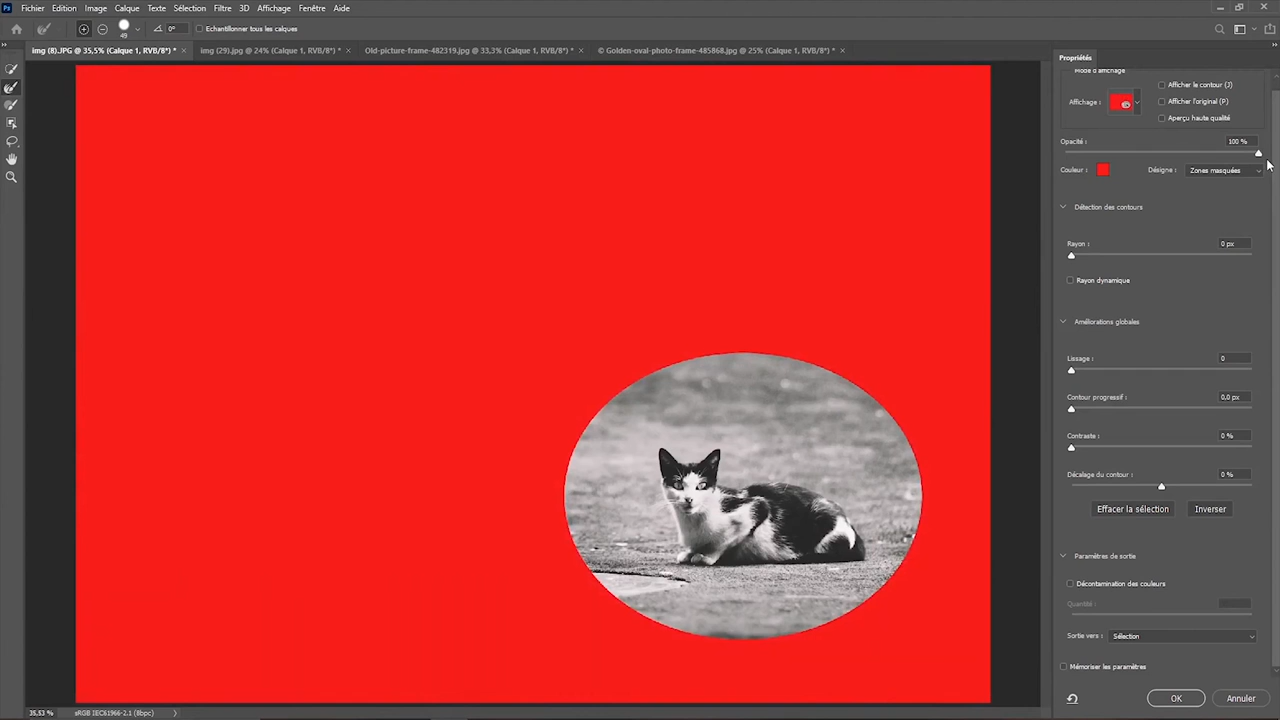 Ps Fichier Edition Image Calque Texte Sélection Filtre 3D Affichage Fenêtre Aide
49 0° Echantillonner tous les calques
img (8).JPG @ 35,5% (Calque 1, RVB/8*) * × img (29).jpg @ 24% (Calque 1, RVB/8*) * × Old-picture-frame-482319.jpg @ 33,3% (Calque 1, RVB/8*) * × © Golden-oval-photo-frame-485868.jpg @ 25% (Calque 1, RVB/8*) * ×
Propriétés
Mode d'affichage
Afficher le contour (J)
Affichage : Afficher l'original (P)
Aperçu haute qualité
Opacité : 100 %
Couleur : Désigne : Zones masquées
Détection des contours
Rayon : 0 px
Rayon dynamique
Améliorations globales
Lissage : 0
Contour progressif : 0,0 px
Contraste : 0 %
Décalage du contour : 0 %
Effacer la sélection Inverser
Paramètres de sortie
Décontamination des couleurs
Quantité :
Sortie vers : Sélection
Mémoriser les paramètres
OK Annuler
35,53 % sRGB IEC61966-2.1 (8bpc)